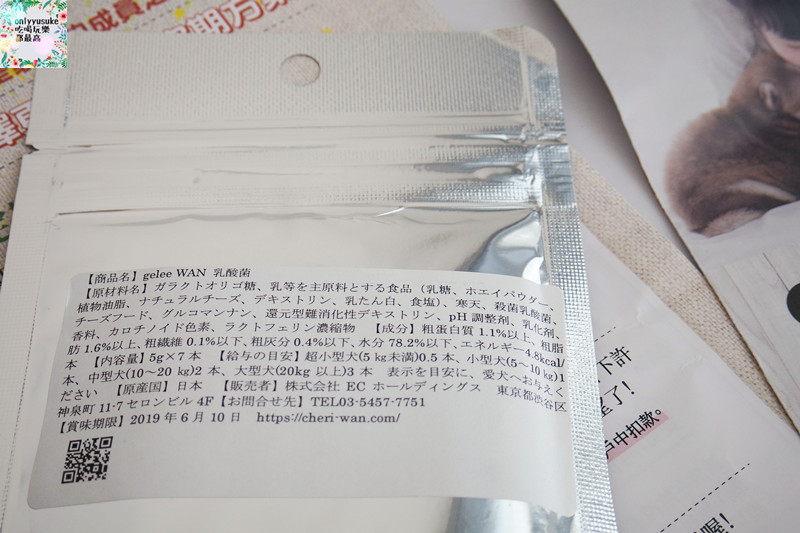 onlyyusuke
吃喝玩樂
都最高
【商品名】gelee WAN 乳酸菌
【原材料名】ガラクトオリゴ糖、乳等を主原料とする食品（乳糖、ホエイパウダー、
植物油脂、ナチュラルチーズ、デキストリン、乳たん白、食塩）、寒天、殺菌乳酸菌、
チーズフード、グルコマンナン、還元型難消化性デキストリン、pH 調整剤、乳化剤、
香料、カロチノイド色素、ラクトフェリン濃縮物 【成分】粗蛋白質 1.1%以上、粗脂
肪 1.6%以上、粗繊維 0.1%以下、粗灰分 0.4%以下、水分 78.2%以下、エネルギー4.8kcal/
本 【内容量】5g×7 本 【給与の目安】超小型犬(5 kg未満)0.5 本、小型犬(5～10 kg)1
本、中型犬(10～20 kg)2 本、大型犬(20kg 以上)3 本 表示を目安に、愛犬へお与えく
ださい 【原産国】日本 【販売者】株式会社 EC ホールディングス 東京都渋谷区
神泉町 11-7 セロンビル 4F【お問合せ先】TEL03-5457-7751
【賞味期限】2019 年 6 月 10 日 https://cheri-wan.com/
下許
了！
戶中扣款。
喔！